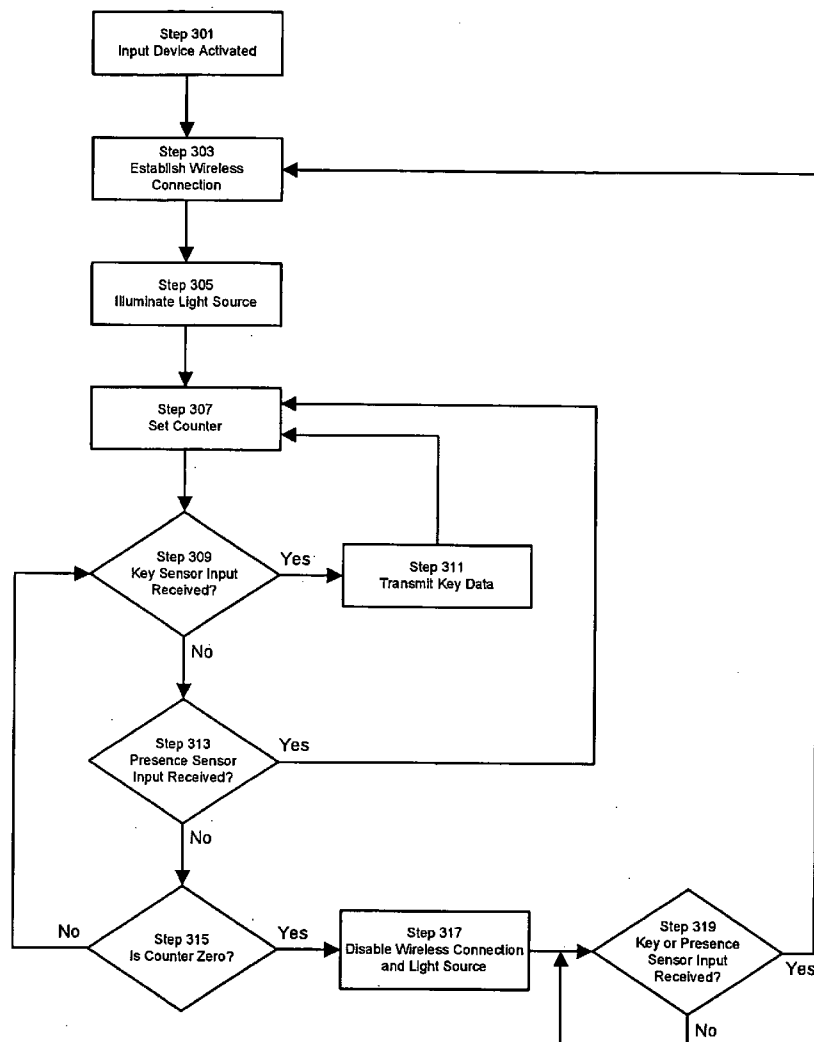 Step 301
Input Device Activated
Step 303
Establish Wireless
Connection
Step 305
Illuminate Light Source
Step 307
Set Counter
Step 309
Key Sensor Input
Received?
Yes
Step 311
Transmit Key Data
No
Step 313
Presence Sensor
Input Received?
Yes
No
No
Step 315
Is Counter Zero?
Yes
Step 317
Disable Wireless Connection
and Light Source
Step 319
Key or Presence
Sensor Input
Received?
Yes
No